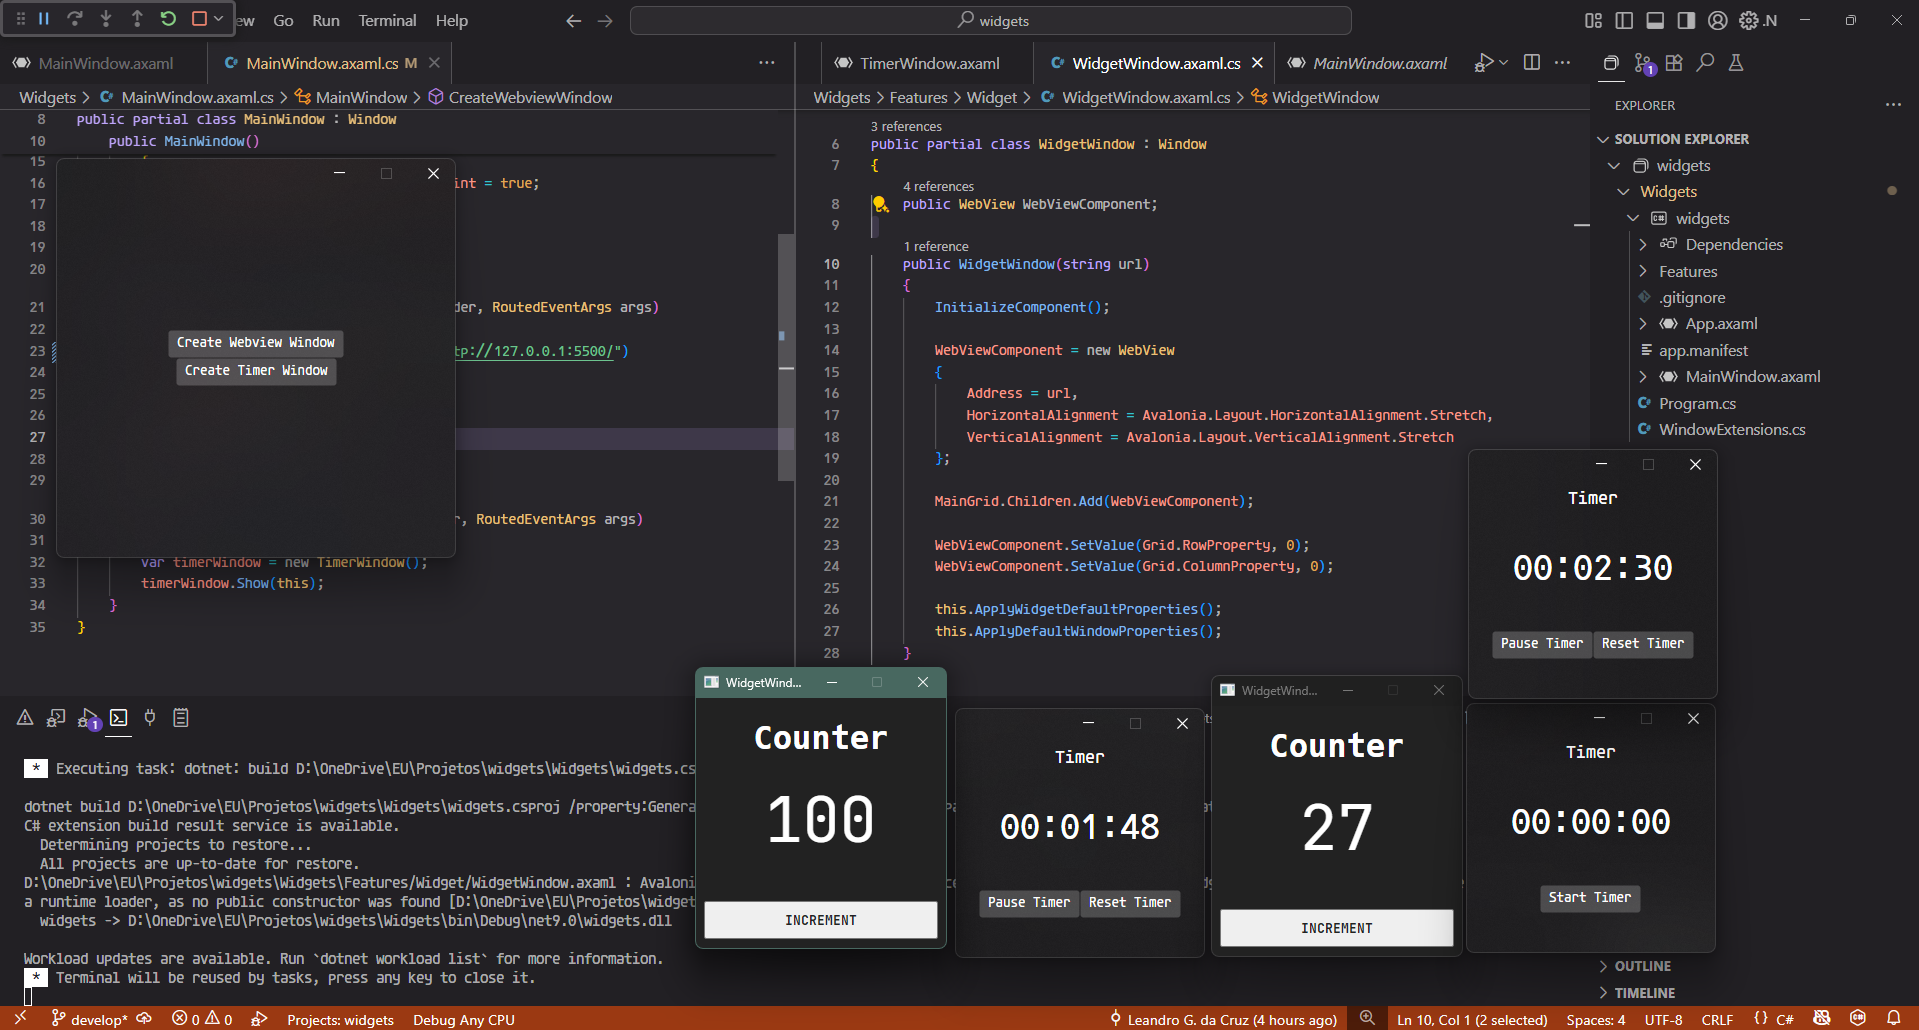 ew Go Run Terminal Help
widgets
.N
MainWindow.axaml
MainWindow.axaml.cs M
TimerWindow.axaml
WidgetWindow.axaml.cs
MainWindow.axaml
Widgets > MainWindow.axaml.cs > MainWindow > CreateWebviewWindow
8 public partial class MainWindow : Window
10 public MainWindow()
15
16 int = true;
17
18
19
20
21 der, RoutedEventArgs args)
22
23 tp://127.0.0.1:5500/")
24
25
26
27
28
29
30 r, RoutedEventArgs args)
31
32 var timerWindow = new TimerWindow();
33 timerWindow.Show(this);
34 }
35 }
Create Webview Window
Create Timer Window
Widgets > Features > Widget > WidgetWindow.axaml.cs > WidgetWindow
3 references
6 public partial class WidgetWindow : Window
7 {
4 references
8 public WebView WebViewComponent;
9
1 reference
10 public WidgetWindow(string url)
11 {
12 InitializeComponent();
13
14 WebViewComponent = new WebView
15 {
16 Address = url,
17 HorizontalAlignment = Avalonia.Layout.HorizontalAlignment.Stretch,
18 VerticalAlignment = Avalonia.Layout.VerticalAlignment.Stretch
19 };
20
21 MainGrid.Children.Add(WebViewComponent);
22
23 WebViewComponent.SetValue(Grid.RowProperty, 0);
24 WebViewComponent.SetValue(Grid.ColumnProperty, 0);
25
26 this.ApplyWidgetDefaultProperties();
27 this.ApplyDefaultWindowProperties();
28 }
1
EXPLORER
SOLUTION EXPLORER
widgets
Widgets
widgets
Dependencies
Features
.gitignore
App.axaml
app.manifest
MainWindow.axaml
Program.cs
WindowExtensions.cs
Timer
00:02:30
Pause Timer Reset Timer
1
* Executing task: dotnet: build D:\OneDrive\EU\Projetos\widgets\Widgets\widgets.cs
dotnet build D:\OneDrive\EU\Projetos\widgets\Widgets\widgets.csproj /property:Genera
C# extension build result service is available.
Determining projects to restore...
All projects are up-to-date for restore.
D:\OneDrive\EU\Projetos\widgets\Widgets\Features/Widget/WidgetWindow.axaml : Avaloni
a runtime loader, as no public constructor was found [D:\OneDrive\EU\Projetos\widget
widgets -> D:\OneDrive\EU\Projetos\widgets\Widgets\bin\Debug\net9.0\widgets.dll
Workload updates are available. Run `dotnet workload list` for more information.
* Terminal will be reused by tasks, press any key to close it.
WidgetWind...
Counter
100
INCREMENT
Timer
00:01:48
Pause Timer Reset Timer
WidgetWind...
Counter
27
INCREMENT
Timer
00:00:00
Start Timer
OUTLINE
TIMELINE
develop* 0 0 Projects: widgets Debug Any CPU Leandro G. da Cruz (4 hours ago) Ln 10, Col 1 (2 selected) Spaces: 4 UTF-8 CRLF {} C#